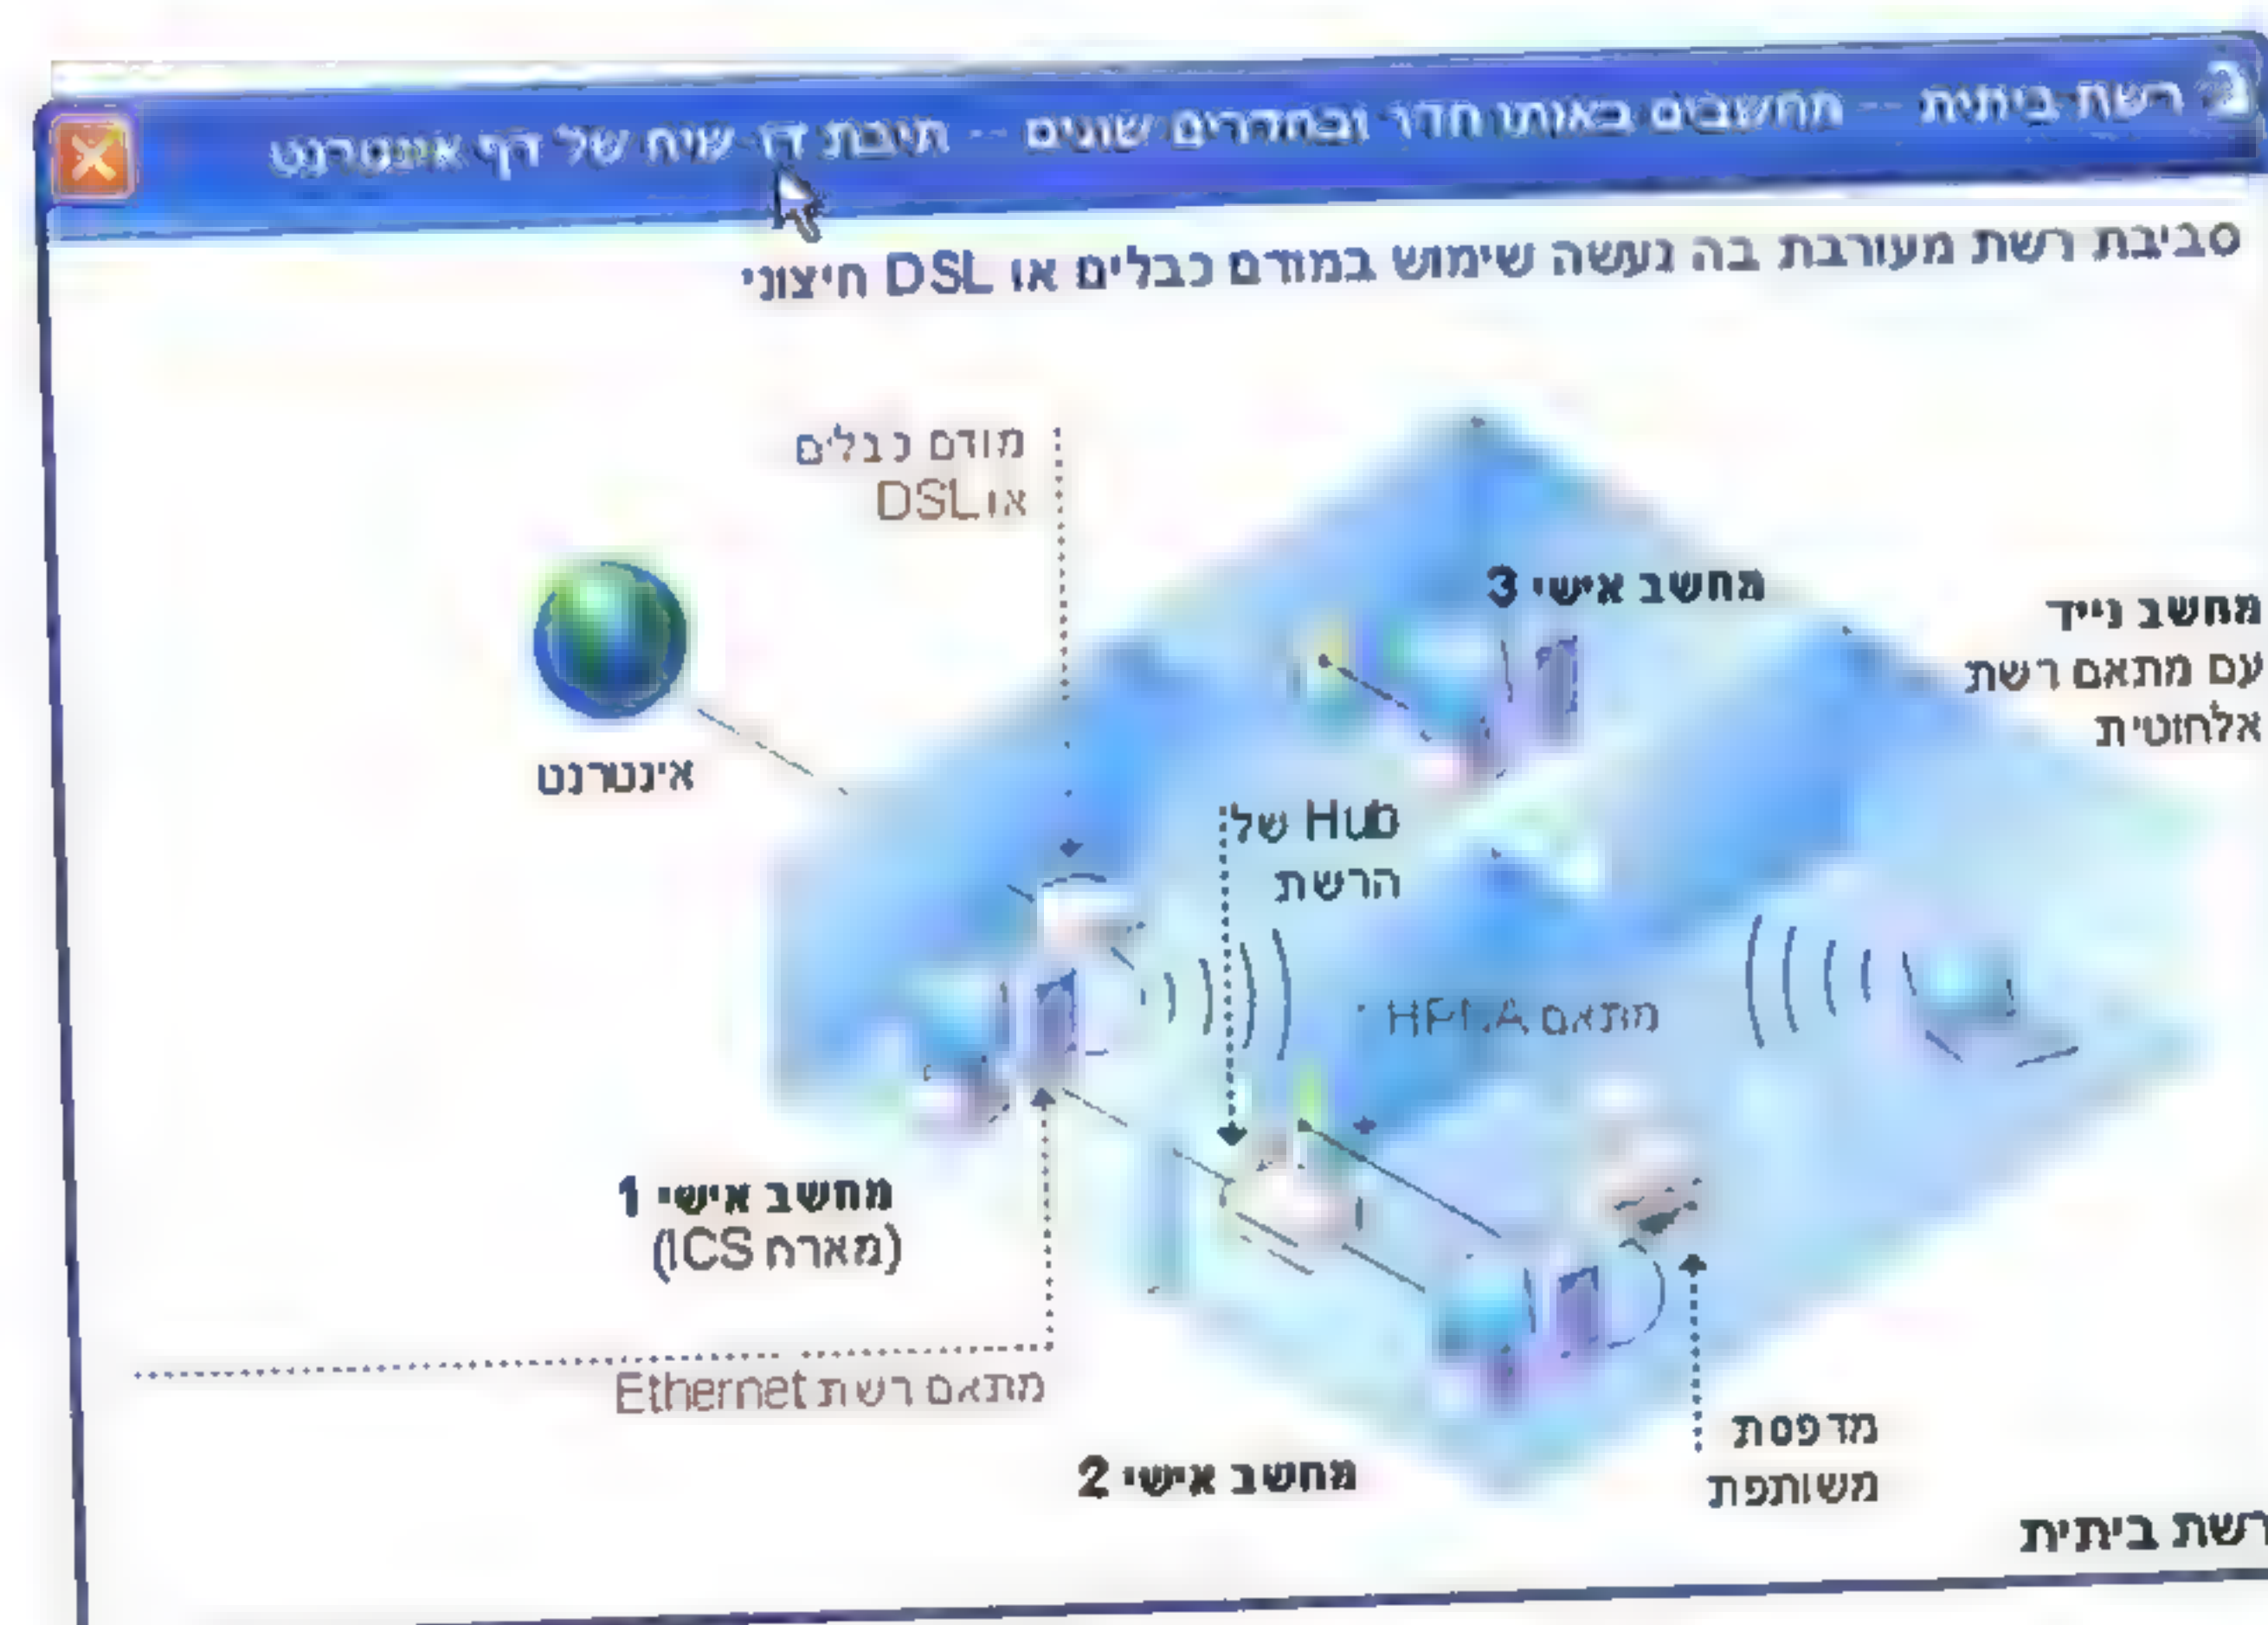 רשת ביתית -- מחשבים באותו חדר ובחדרים שונים -- תיבת דו-שיח של דף אינטרנט
סביבת רשת מעורבת בה נעשה שימוש במודם כבלים או DSL חיצוני
מודם כבלים
או DSL
אינטרנט
מחשב אישי 3
מחשב נייד
עם מתאם רשת
אלחוטית
Hub של
הרשת
מתאם HPNA
מחשב אישי 1
(מארח ICS)
מתאם רשת Ethernet
מחשב אישי 2
מדפסת
משותפת
רשת ביתית